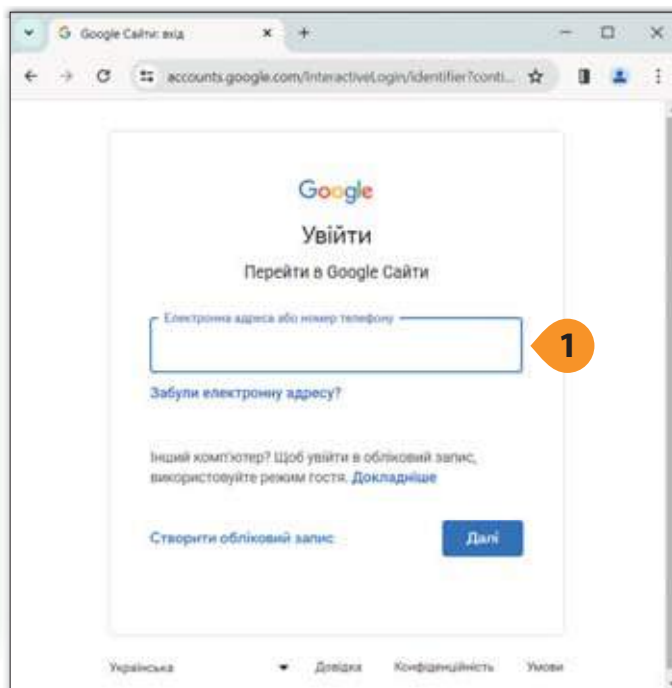 Google Сайти: вхід
accounts.google.com/InteractiveLogin/identifier?conti...
Google
Увійти
Перейти в Google Сайти
Електронна адреса або номер телефону
1
Забули електронну адресу?
Інший комп'ютер? Щоб увійти в обліковий запис,
використовуйте режим гостя. Докладніше
Створити обліковий запис
Далі
Українська Довідка Конфіденційність Умови